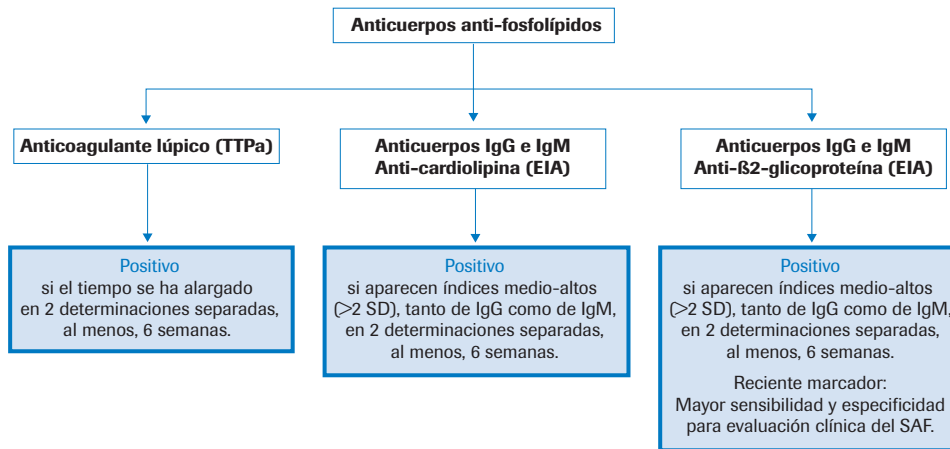 Anticuerpos anti-fosfolípidos
Anticoagulante lúpico (TTPa)
Anticuerpos IgG e IgM
Anti-cardiolipina (EIA)
Anticuerpos IgG e IgM
Anti-ß2-glicoproteína (EIA)
Positivo
si el tiempo se ha alargado
en 2 determinaciones separadas,
al menos, 6 semanas.
Positivo
si aparecen índices medio-altos
(>2 SD), tanto de IgG como de IgM,
en 2 determinaciones separadas,
al menos, 6 semanas.
Positivo
si aparecen índices medio-altos
(>2 SD), tanto de IgG como de IgM,
en 2 determinaciones separadas,
al menos, 6 semanas.
Reciente marcador:
Mayor sensibilidad y especificidad
para evaluación clínica del SAF.